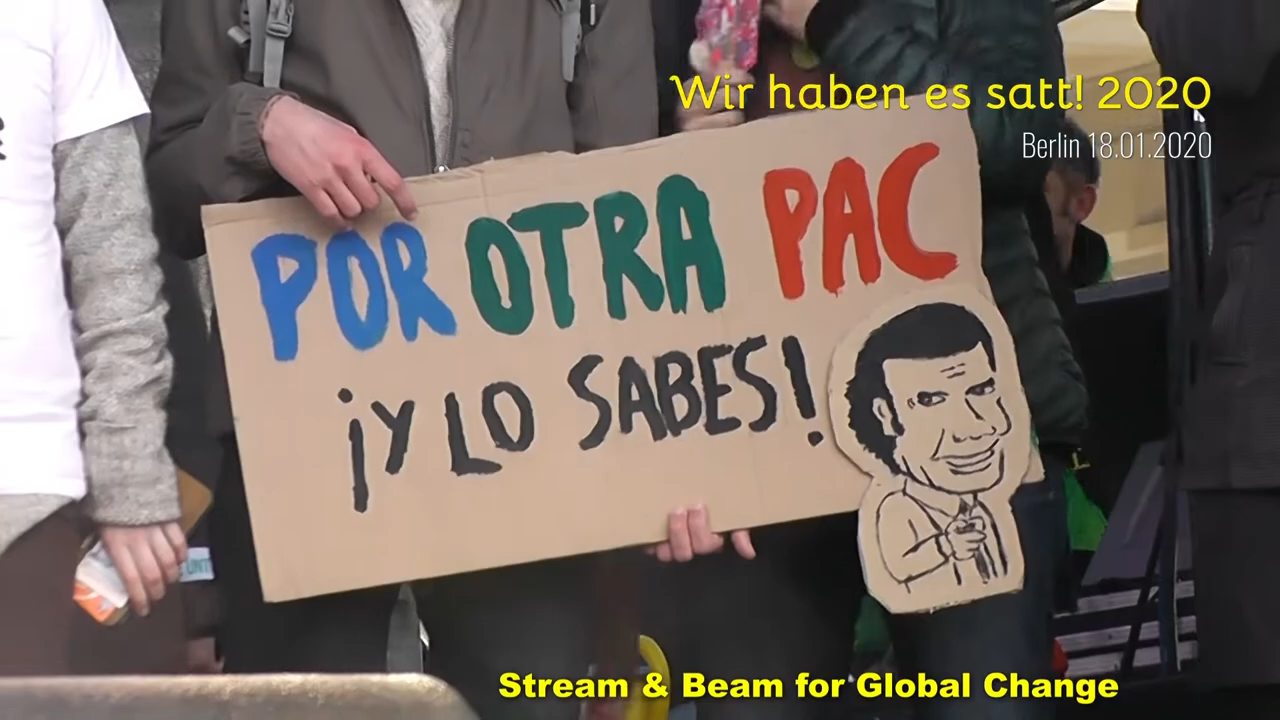 Wir haben es satt! 2020
Berlin 18.01.2020
POR OTRA PAC
¡Y LO SABES!
UNT
Stream & Beam for Global Change